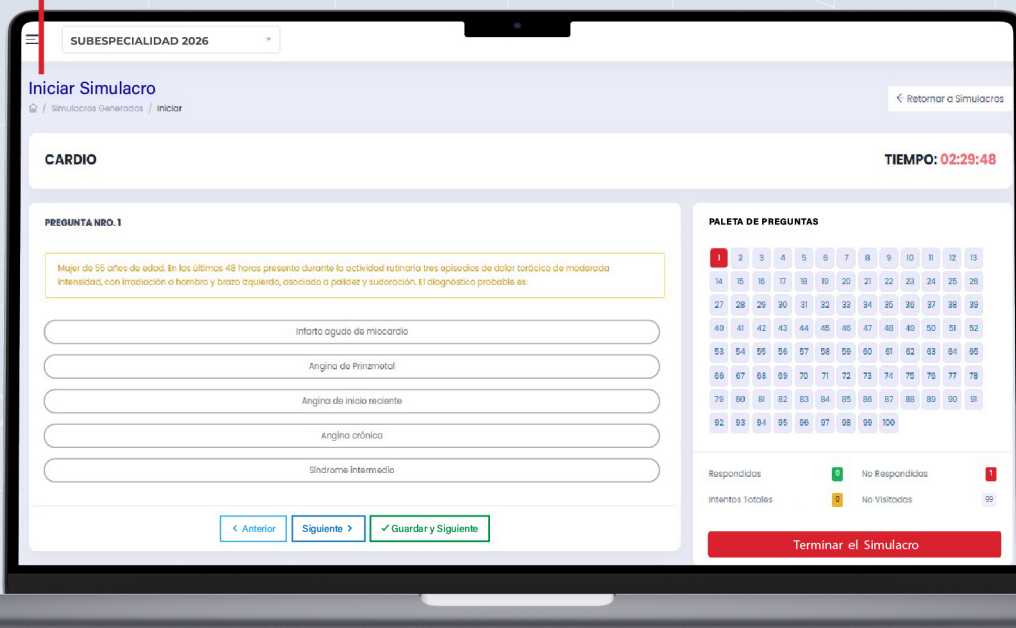 SUBESPECIALIDAD 2026
Iniciar Simulacro
/ Simulacros Generados / Iniciar
Retornar a Simulacros
CARDIO
TIEMPO: 02:29:48
PREGUNTA NRO. 1
Mujer de 55 años de edad. En las últimas 48 horas presenta durante la actividad rutinaria tres episodios de dolor torácico de moderada
intensidad, con irradiación a hombro y brazo izquierdo, asociado a palidez y sudoración. El diagnóstico probable es:
Infarto agudo de miocardio
Angina de Prinzmetal
Angina de inicio reciente
Angina crónica
Síndrome intermedio
Anterior
Siguiente
Guardar y Siguiente
PALETA DE PREGUNTAS
1 2 3 4 5 6 7 8 9 10 11 12 13
14 15 16 17 18 19 20 21 22 23 24 25 26
27 28 29 30 31 32 33 34 35 36 37 38 39
40 41 42 43 44 45 46 47 48 49 50 51 52
53 54 55 56 57 58 59 60 61 62 63 64 65
66 67 68 69 70 71 72 73 74 75 76 77 78
79 80 81 82 83 84 85 86 87 88 89 90 91
92 93 94 95 96 97 98 99 100
Respondidas 0 No Respondidas 1
Intentos Totales 0 No Visitadas 99
Terminar el Simulacro